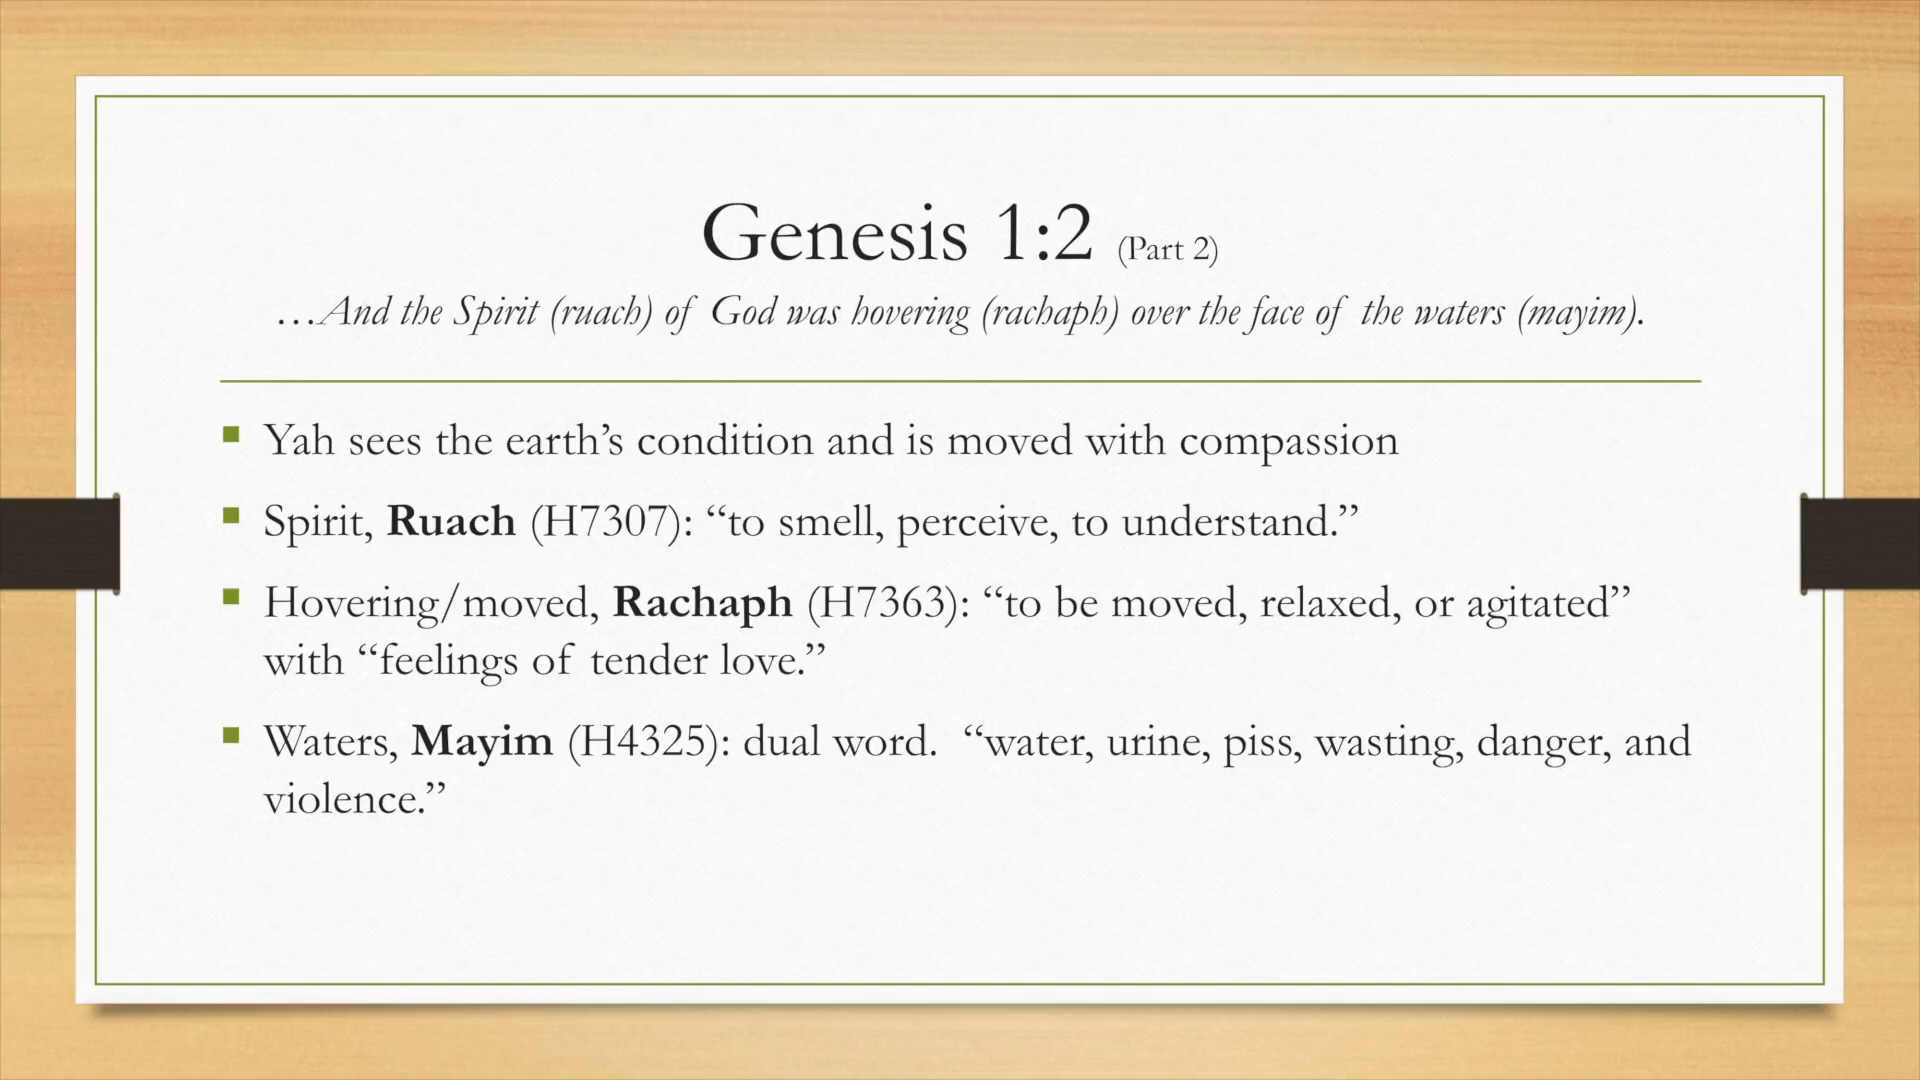 Genesis 1:2 (Part 2)
…And the Spirit (ruach) of God was hovering (rachaph) over the face of the waters (mayim).
Yah sees the earth’s condition and is moved with compassion
Spirit, Ruach (H7307): “to smell, perceive, to understand.”
Hovering/moved, Rachaph (H7363): “to be moved, relaxed, or agitated”
with “feelings of tender love.”
Waters, Mayim (H4325): dual word. “water, urine, piss, wasting, danger, and
violence.”